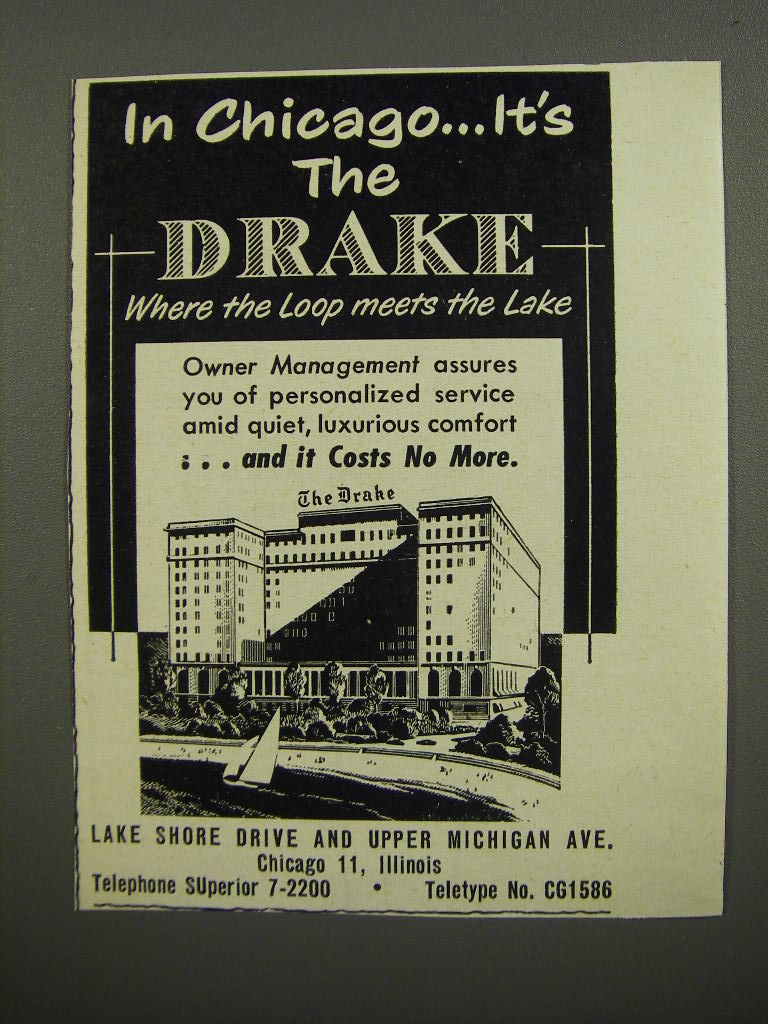 In Chicago...It's
The
DRAKE
Where the Loop meets the Lake
Owner Management assures
you of personalized service
amid quiet, luxurious comfort
... and it Costs No More.
The Drake
LAKE SHORE DRIVE AND UPPER MICHIGAN AVE.
Chicago 11, Illinois
Telephone SUperior 7-2200 • Teletype No. CG1586